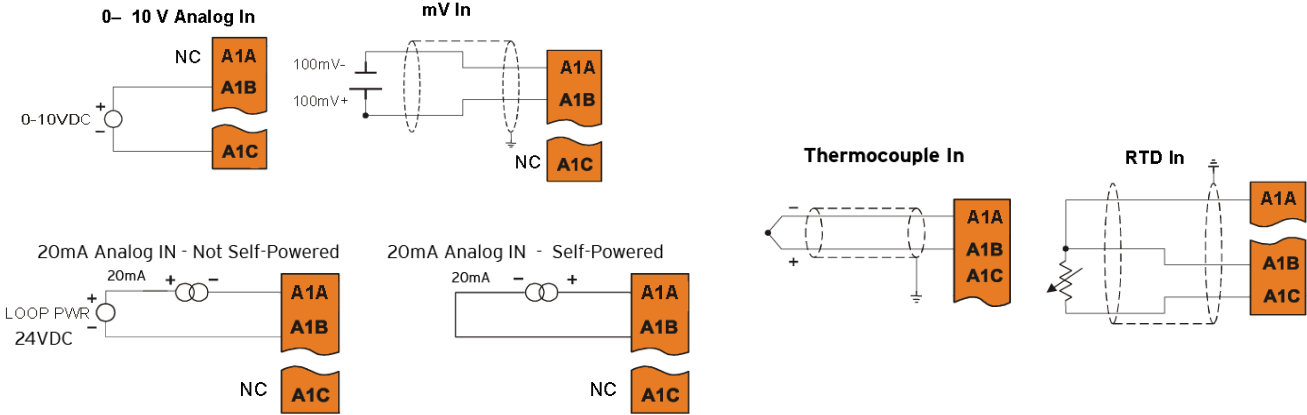 0– 10 V Analog In
NC A1A
A1B
+
0-10VDC
–
A1C
mV In
100mV-
A1A
100mV+
A1B
NC A1C
Thermocouple In
– A1A
A1B
+
A1C
RTD In
A1A
A1B
A1C
20mA Analog IN - Not Self-Powered
20mA + –
A1A
+
LOOP PWR
–
A1B
24VDC
NC A1C
20mA Analog IN - Self-Powered
20mA – +
A1A
A1B
NC A1C